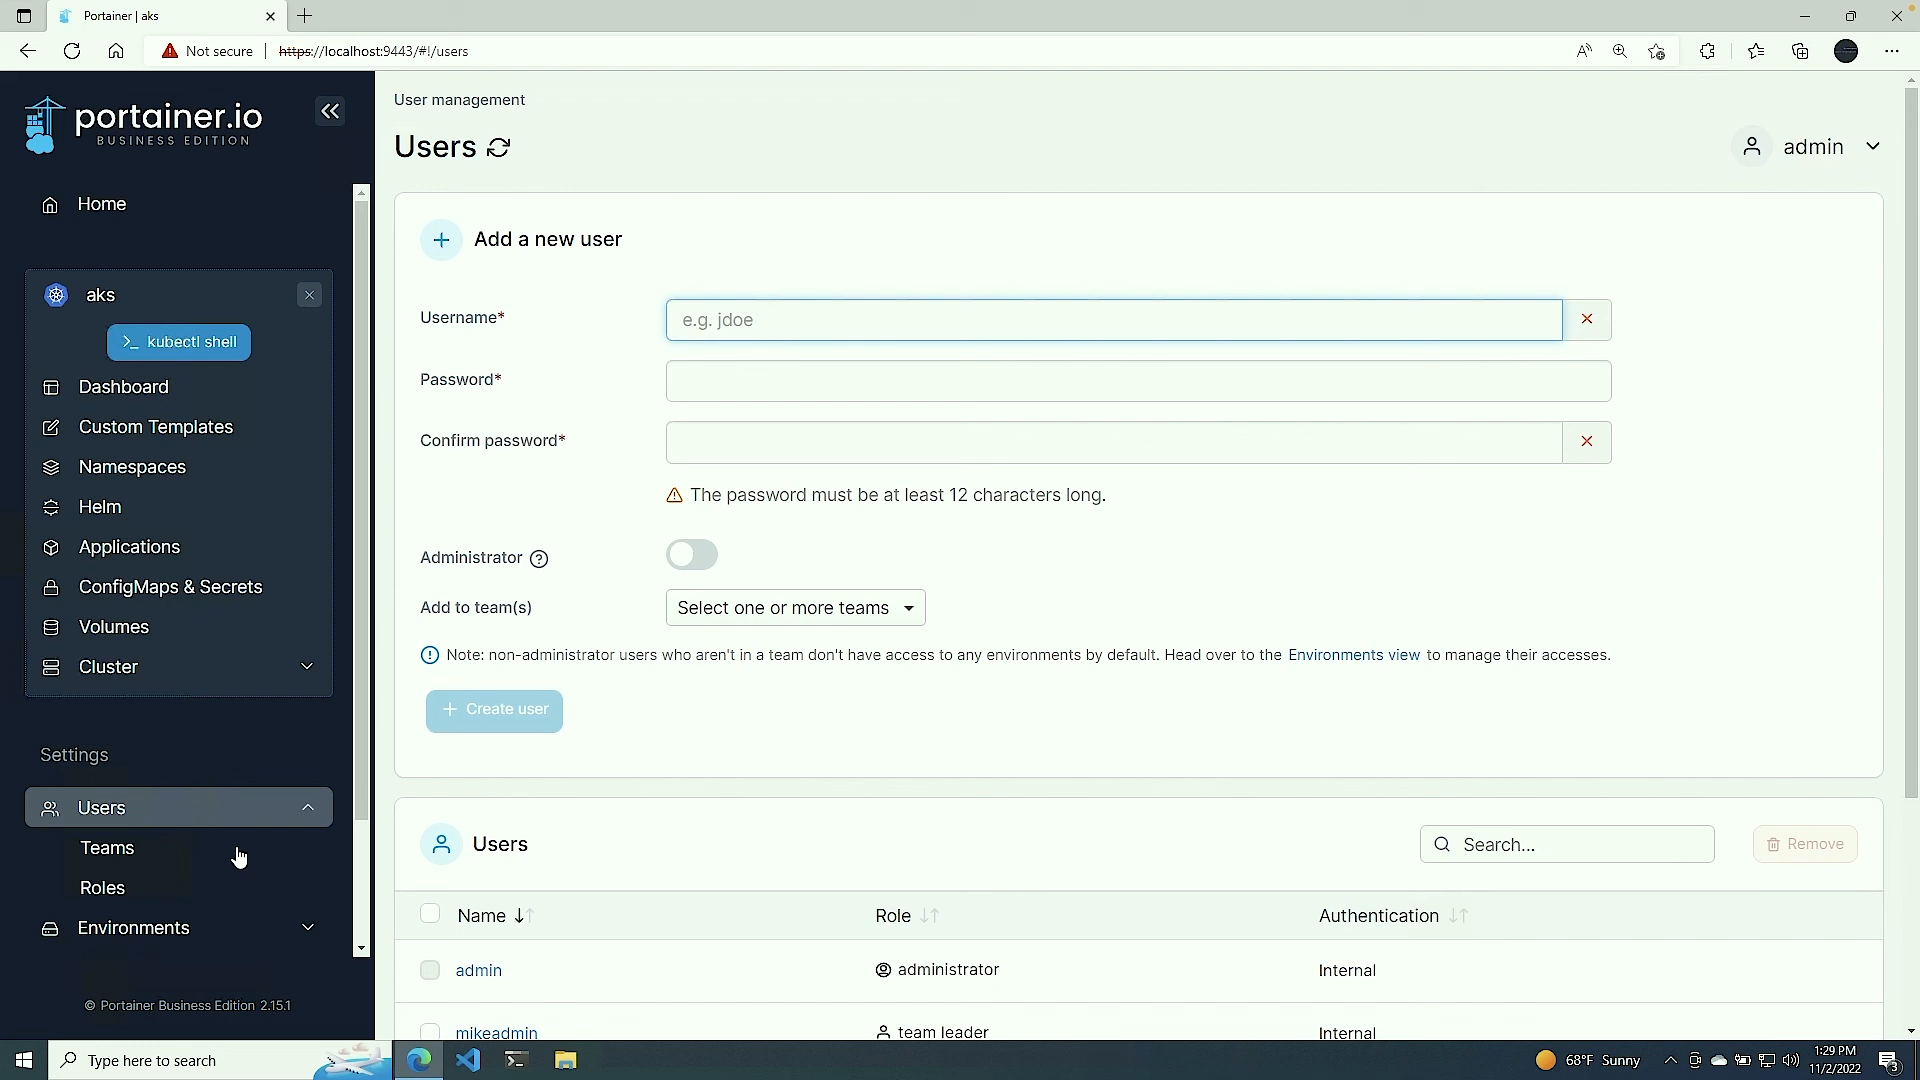 Portainer | aks
Not secure
https://localhost:9443/#!/users
portainer.io
BUSINESS EDITION
Home
aks
>_ kubectl shell
Dashboard
Custom Templates
Namespaces
Helm
Applications
ConfigMaps & Secrets
Volumes
Cluster
Settings
Users
Teams
Roles
Environments
© Portainer Business Edition 2.15.1
User management
Users
admin
Add a new user
Username*
e.g. jdoe
Password*
Confirm password*
The password must be at least 12 characters long.
Administrator
Add to team(s)
Select one or more teams
Note: non-administrator users who aren't in a team don't have access to any environments by default. Head over to the Environments view to manage their accesses.
+ Create user
Users
Search...
Remove
Name Role Authentication
admin administrator Internal
mikeadmin team leader Internal
Type here to search
68°F Sunny
1:29 PM
11/2/2022
3